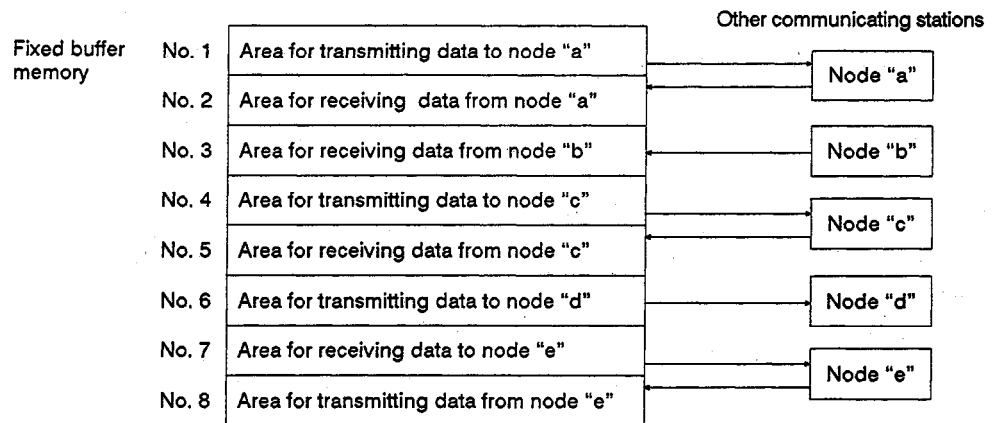 Other communicating stations
Fixed buffer
memory
No. 1 Area for transmitting data to node “a”
Node “a”
No. 2 Area for receiving data from node “a”
No. 3 Area for receiving data from node “b”
Node “b”
No. 4 Area for transmitting data to node “c”
Node “c”
No. 5 Area for receiving data from node “c”
No. 6 Area for transmitting data to node “d”
Node “d”
No. 7 Area for receiving data to node “e”
Node “e”
No. 8 Area for transmitting data from node “e”